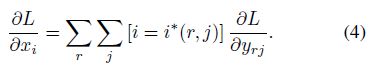 ∂L/∂x_i = ∑_r ∑_j [i = i*(r, j)] ∂L/∂y_rj . (4)